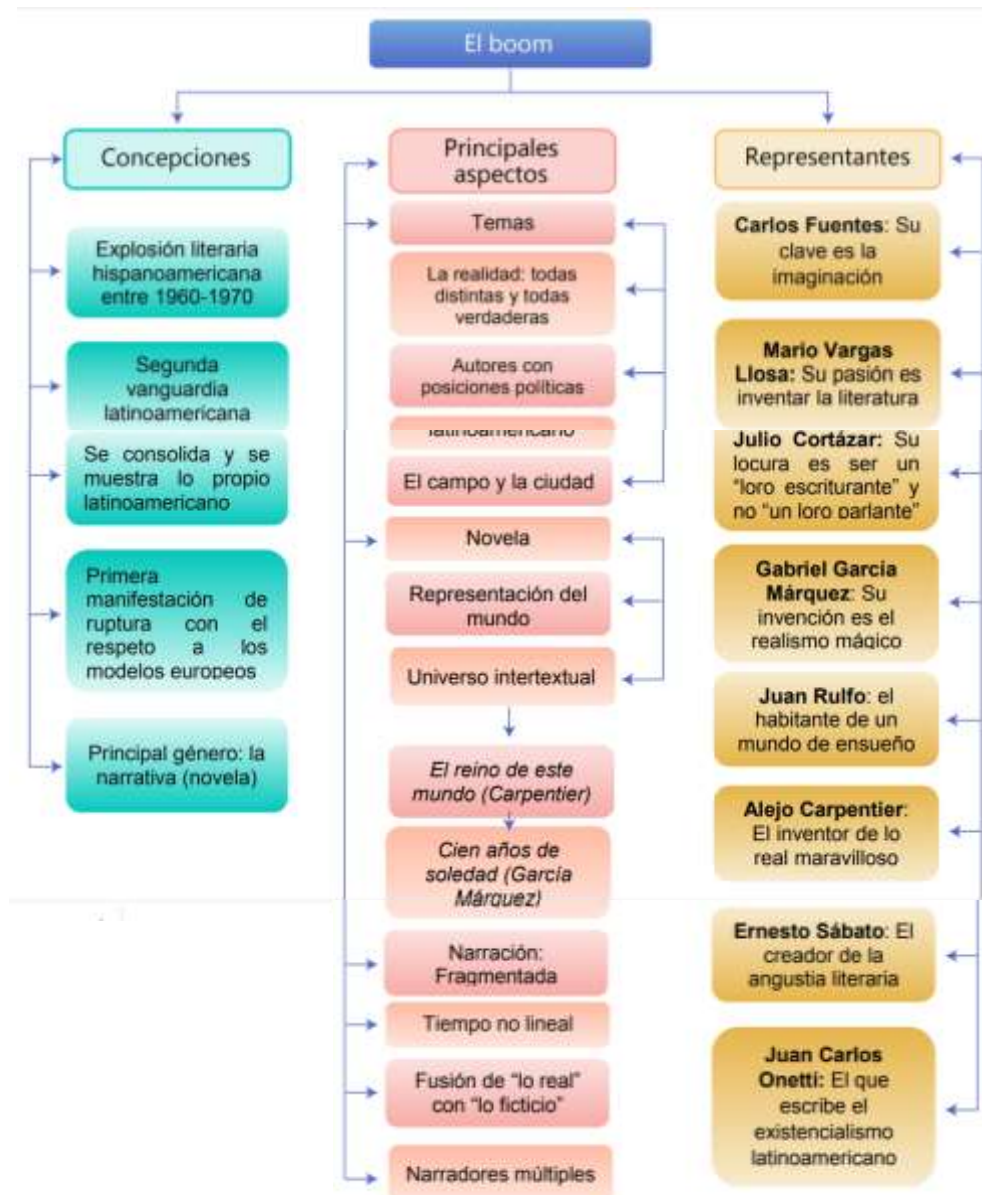 El boom
Concepciones
Explosión literaria
hispanoamericana
entre 1960-1970
Segunda
vanguardia
latinoamericana
Se consolida y se
muestra lo propio
latinoamericano
Primera
manifestación de
ruptura con el
respeto a los
modelos europeos
Principal género: la
narrativa (novela)
Principales
aspectos
Temas
La realidad: todas
distintas y todas
verdaderas
Autores con
posiciones políticas
latinoamericano
El campo y la ciudad
Novela
Representación del
mundo
Universo intertextual
El reino de este
mundo (Carpentier)
Cien años de
soledad (García
Márquez)
Narración:
Fragmentada
Tiempo no lineal
Fusión de “lo real”
con “lo ficticio”
Narradores múltiples
Representantes
Carlos Fuentes: Su
clave es la
imaginación
Mario Vargas
Llosa: Su pasión es
inventar la literatura
Julio Cortázar: Su
locura es ser un
“loro escriturante” y
no “un loro parlante”
Gabriel García
Márquez: Su
invención es el
realismo mágico
Juan Rulfo: el
habitante de un
mundo de ensueño
Alejo Carpentier:
El inventor de lo
real maravilloso
Ernesto Sábato: El
creador de la
angustia literaria
Juan Carlos
Onetti: El que
escribe el
existencialismo
latinoamericano